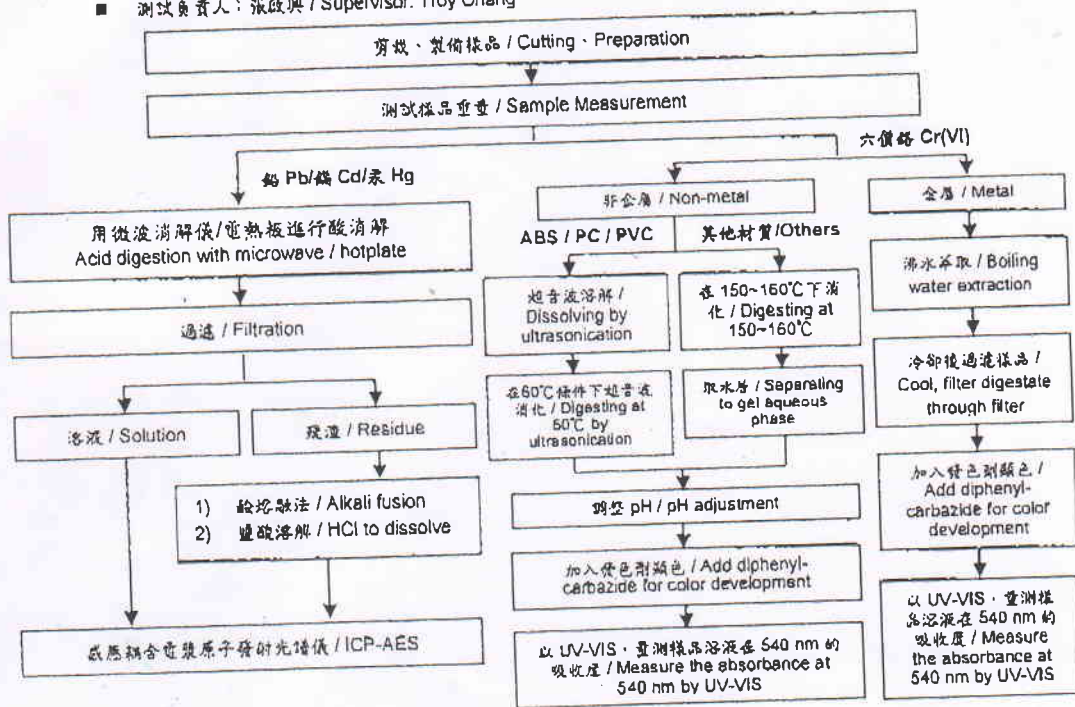 ■ 測試負責人：張啟興 / Supervisor: Troy Chang
剪裁、製備樣品 / Cutting、Preparation
測試樣品重量 / Sample Measurement
六價鉻 Cr(VI)
鉛 Pb/鎘 Cd/汞 Hg
非金屬 / Non-metal
金屬 / Metal
用微波消解儀/電熱板進行酸消解
Acid digestion with microwave / hotplate
ABS / PC / PVC
其他材質/Others
超音波溶解 /
Dissolving by
ultrasonication
在 150~160℃下消
化 / Digesting at
150~160℃
沸水萃取 / Boiling
water extraction
過濾 / Filtration
在60℃條件下超音波
消化 / Digesting at
60℃ by
ultrasonication
取水層 / Separating
to get aqueous
phase
冷卻後過濾樣品 /
Cool, filter digestate
through filter
溶液 / Solution
殘渣 / Residue
1) 鹼熔融法 / Alkali fusion
2) 鹽酸溶解 / HCl to dissolve
調整 pH / pH adjustment
加入發色劑顯色 /
Add diphenyl-
carbazide for color
development
加入發色劑顯色 / Add diphenyl-
carbazide for color development
感應耦合電漿原子發射光譜儀 / ICP-AES
以 UV-VIS，量測樣品溶液在 540 nm 的
吸收度 / Measure the absorbance at
540 nm by UV-VIS
以 UV-VIS，量測樣
品溶液在 540 nm 的
吸收度 / Measure
the absorbance at
540 nm by UV-VIS